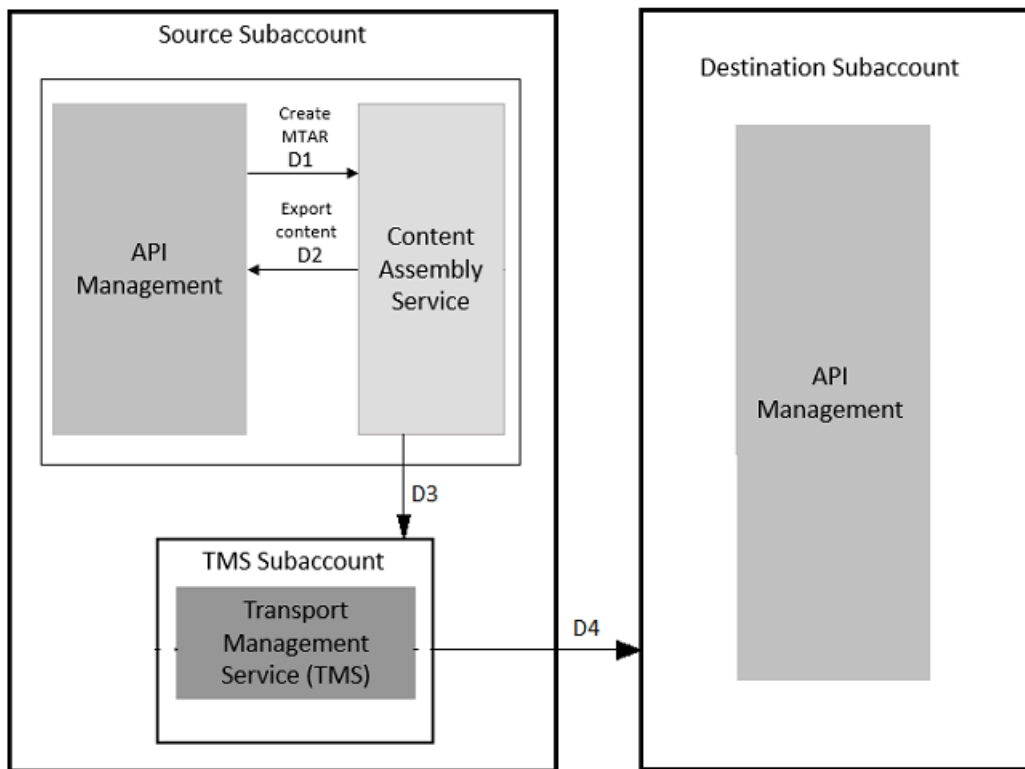 Source Subaccount
Destination Subaccount
Create
MTAR
D1
Export
content
D2
API
Management
Content
Assembly
Service
API
Management
D3
TMS Subaccount
Transport
Management
Service (TMS)
D4